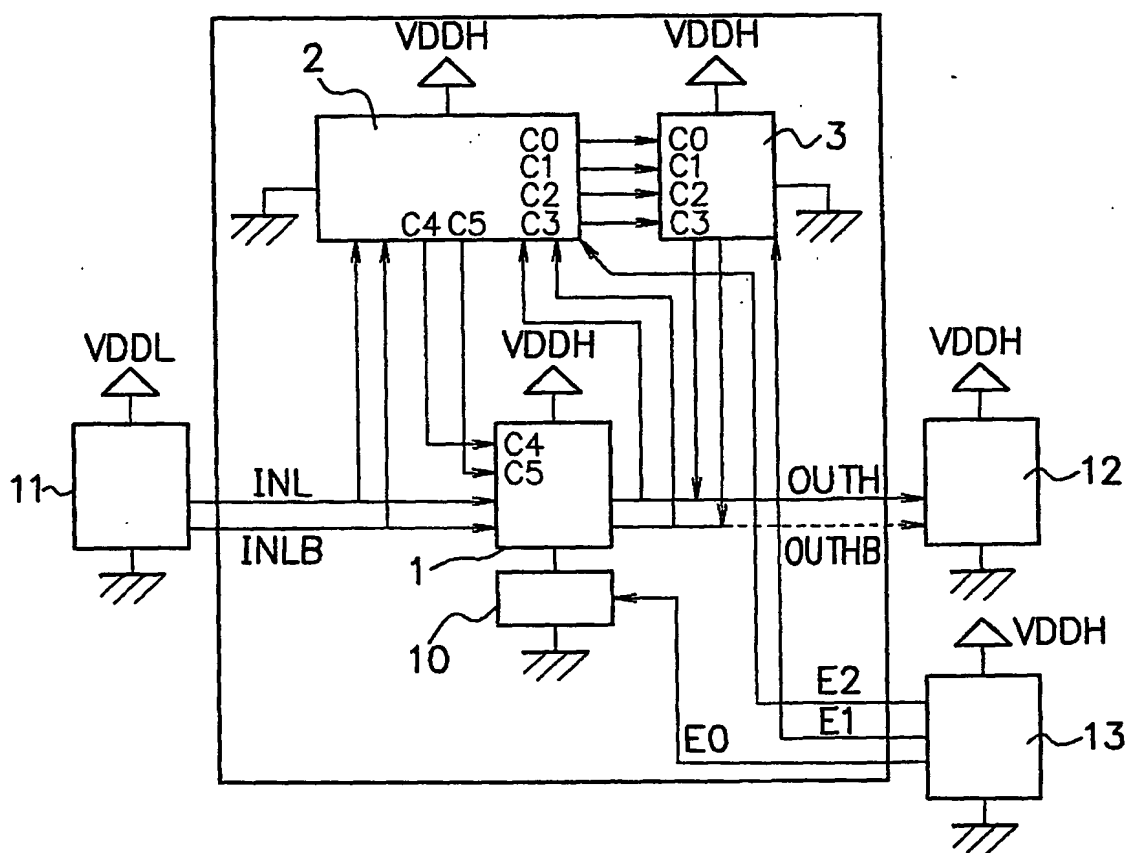 VDDH
VDDH
2
C0
C1
C2
C3
C4 C5
C0
C1
C2
C3
3
VDDL
VDDH
VDDH
11
C4
C5
INL
INLB
OUTH
OUTHB
12
1
10
VDDH
E2
E1
E0
13